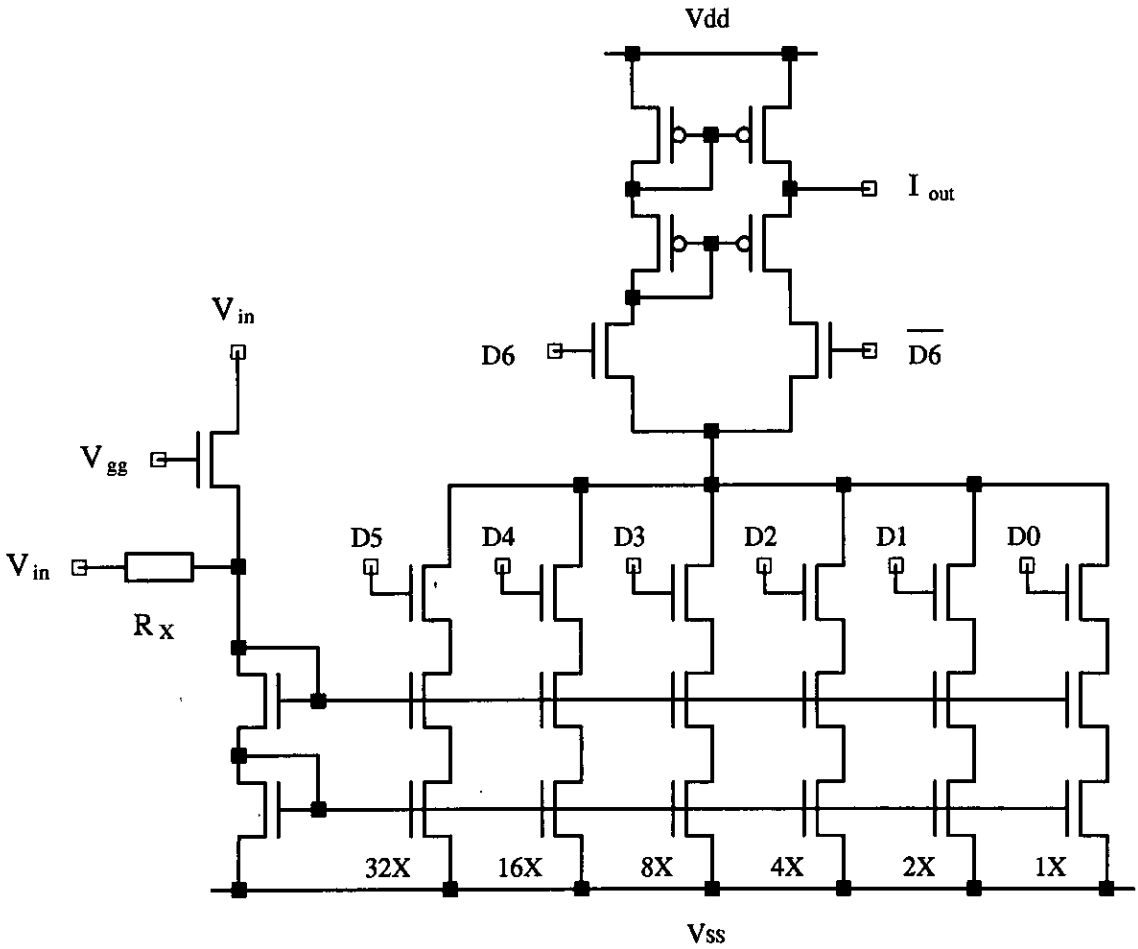 Vdd
I out
V in
D6
D6
V gg
V in
R X
D5
D4
D3
D2
D1
D0
32X
16X
8X
4X
2X
1X
Vss